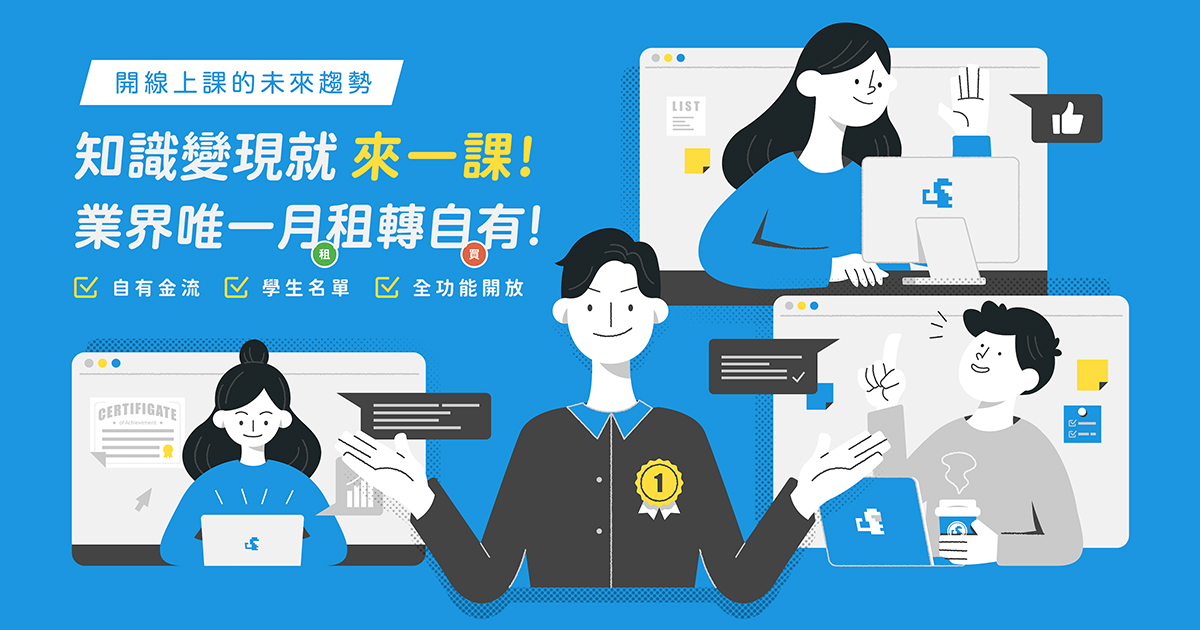 開線上課的未來趨勢
知識變現就 來一課!
業界唯一月租轉自有!
租
買
自有金流
學生名單
全功能開放
LIST
CERTIFIGATE
of Achievement
1